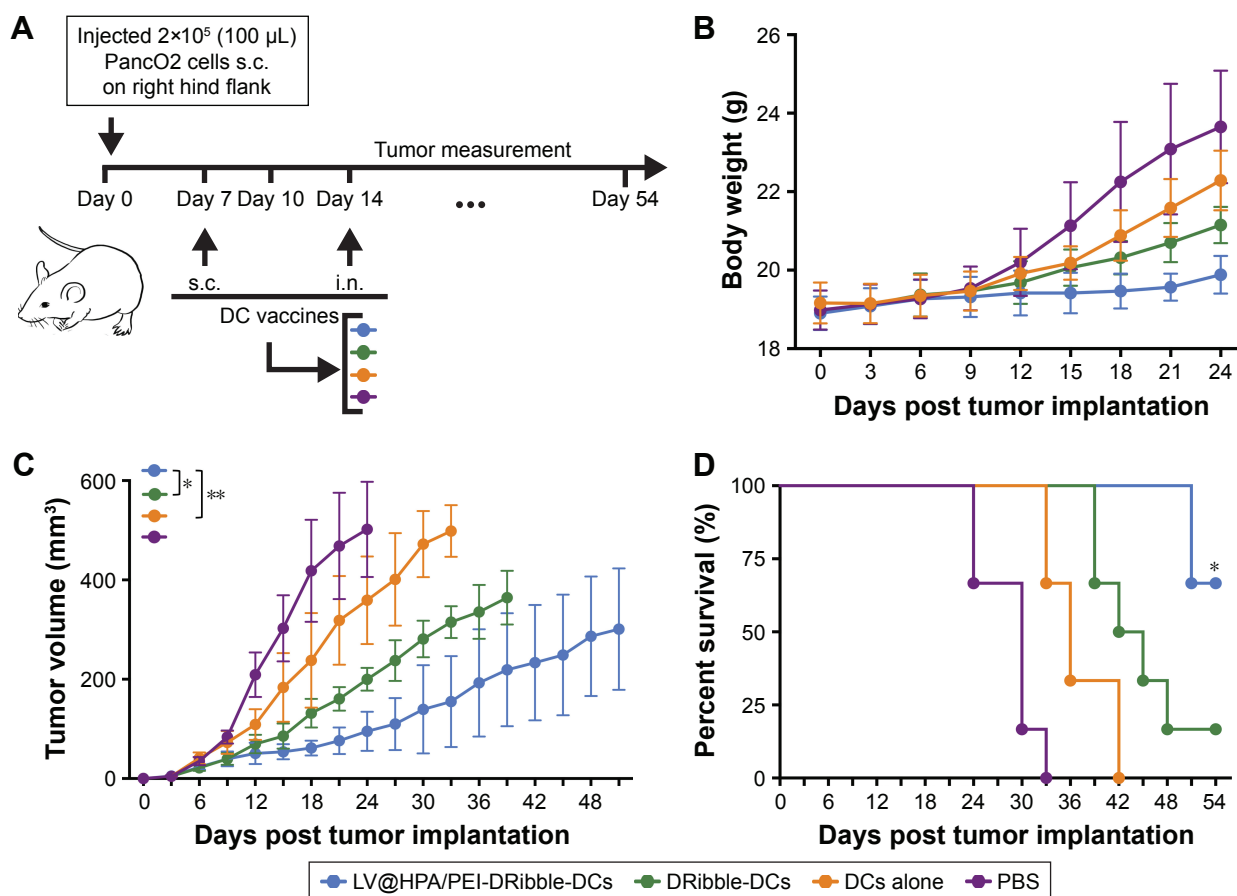 A
Injected 2×10⁵ (100 µL)
PancO2 cells s.c.
on right hind flank
Tumor measurement
Day 0 Day 7 Day 10 Day 14 ... Day 54
s.c. i.n.
DC vaccines
B
Body weight (g)
26
24
22
20
18
0 3 6 9 12 15 18 21 24
Days post tumor implantation
C
Tumor volume (mm³)
*
**
600
400
200
0
0 6 12 18 24 30 36 42 48
Days post tumor implantation
D
Percent survival (%)
100
75
50
25
0
*
0 6 12 18 24 30 36 42 48 54
Days post tumor implantation
LV@HPA/PEI-DRibble-DCs DRibble-DCs DCs alone PBS